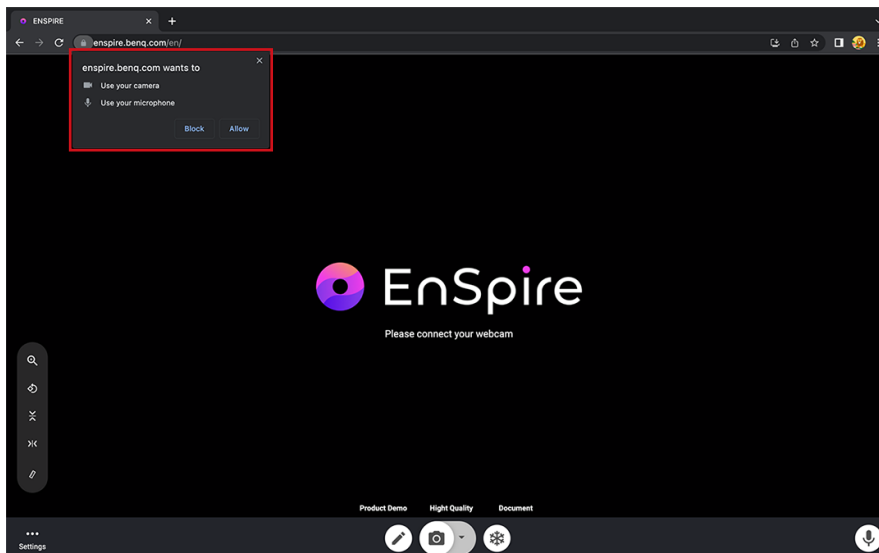 ENSPIRE
enspire.benq.com/en/
enspire.benq.com wants to
Use your camera
Use your microphone
Block
Allow
EnSpire
Please connect your webcam
Product Demo
Hight Quality
Document
Settings